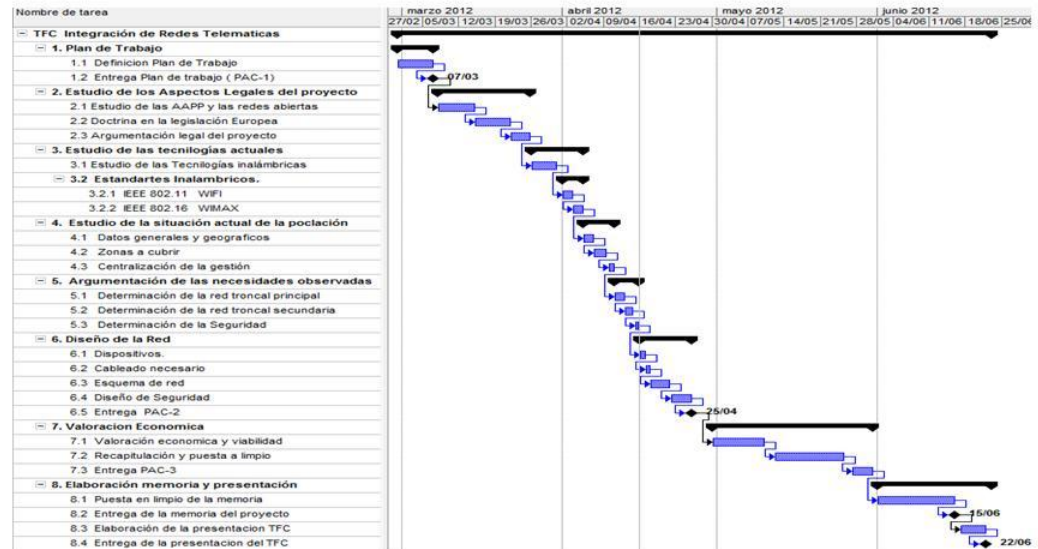 Nombre de tarea
marzo 2012 abril 2012 mayo 2012 junio 2012
27/02 05/03 12/03 19/03 26/03 02/04 09/04 16/04 23/04 30/04 07/05 14/05 21/05 28/05 04/06 11/06 18/06 25/06
TFC Integración de Redes Telematicas
1. Plan de Trabajo
1.1 Definicion Plan de Trabajo
1.2 Entrega Plan de trabajo ( PAC-1) 07/03
2. Estudio de los Aspectos Legales del proyecto
2.1 Estudio de las AAPP y las redes abiertas
2.2 Doctrina en la legislación Europea
2.3 Argumentación legal del proyecto
3. Estudio de las tecnilogías actuales
3.1 Estudio de las Tecnilogías inalámbricas
3.2 Estandartes Inalambricos.
3.2.1 IEEE 802.11 WIFI
3.2.2 IEEE 802.16 WIMAX
4. Estudio de la situación actual de la poclación
4.1 Datos generales y geograficos
4.2 Zonas a cubrir
4.3 Centralización de la gestión
5. Argumentación de las necesidades observadas
5.1 Determinación de la red troncal principal
5.2 Determinación de la red troncal secundaria
5.3 Determinación de la Seguridad
6. Diseño de la Red
6.1 Dispositivos.
6.2 Cableado necesario
6.3 Esquema de red
6.4 Diseño de Seguridad
6.5 Entrega PAC-2 25/04
7. Valoracion Economica
7.1 Valoración economica y viabilidad
7.2 Recapitulação y puesta a limpio
7.3 Entrega PAC-3
8. Elaboración memoria y presentación
8.1 Puesta en limpio de la memoria
8.2 Entrega de la memoria del proyecto 15/06
8.3 Elaboración de la presentacion TFC
8.4 Entrega de la presentacion del TFC 22/06